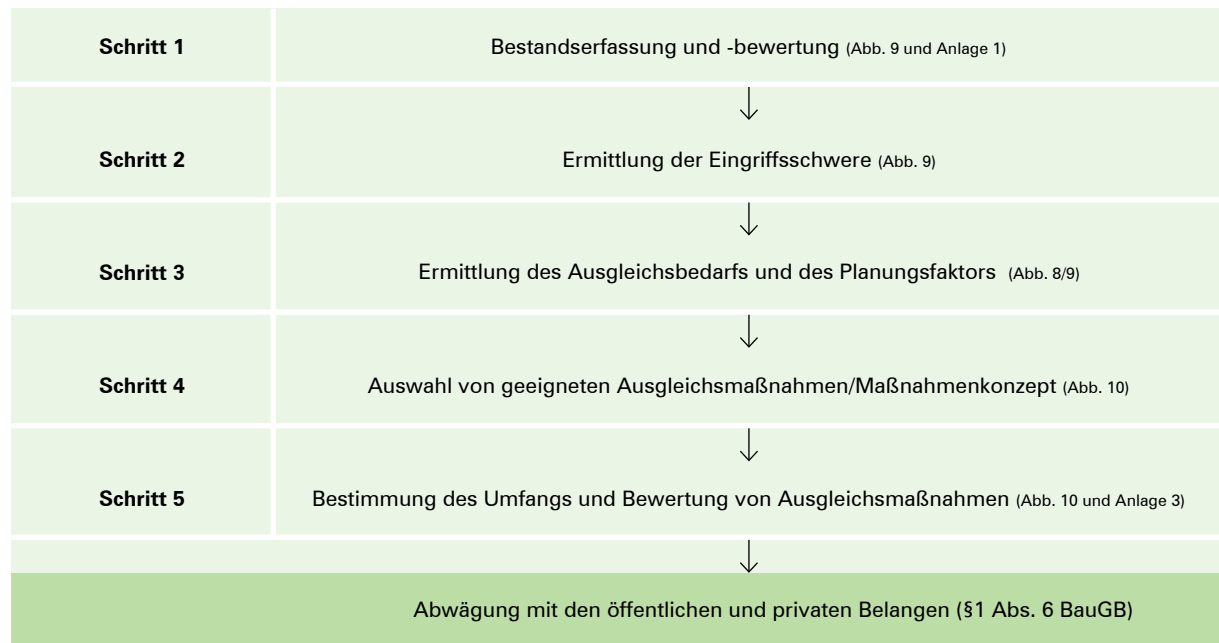 Schritt 1 Bestandserfassung und -bewertung (Abb. 9 und Anlage 1)
Schritt 2 Ermittlung der Eingriffsschwere (Abb. 9)
Schritt 3 Ermittlung des Ausgleichsbedarfs und des Planungsfaktors (Abb. 8/9)
Schritt 4 Auswahl von geeigneten Ausgleichsmaßnahmen/Maßnahmenkonzept (Abb. 10)
Schritt 5 Bestimmung des Umfangs und Bewertung von Ausgleichsmaßnahmen (Abb. 10 und Anlage 3)
Abwägung mit den öffentlichen und privaten Belangen (§1 Abs. 6 BauGB)